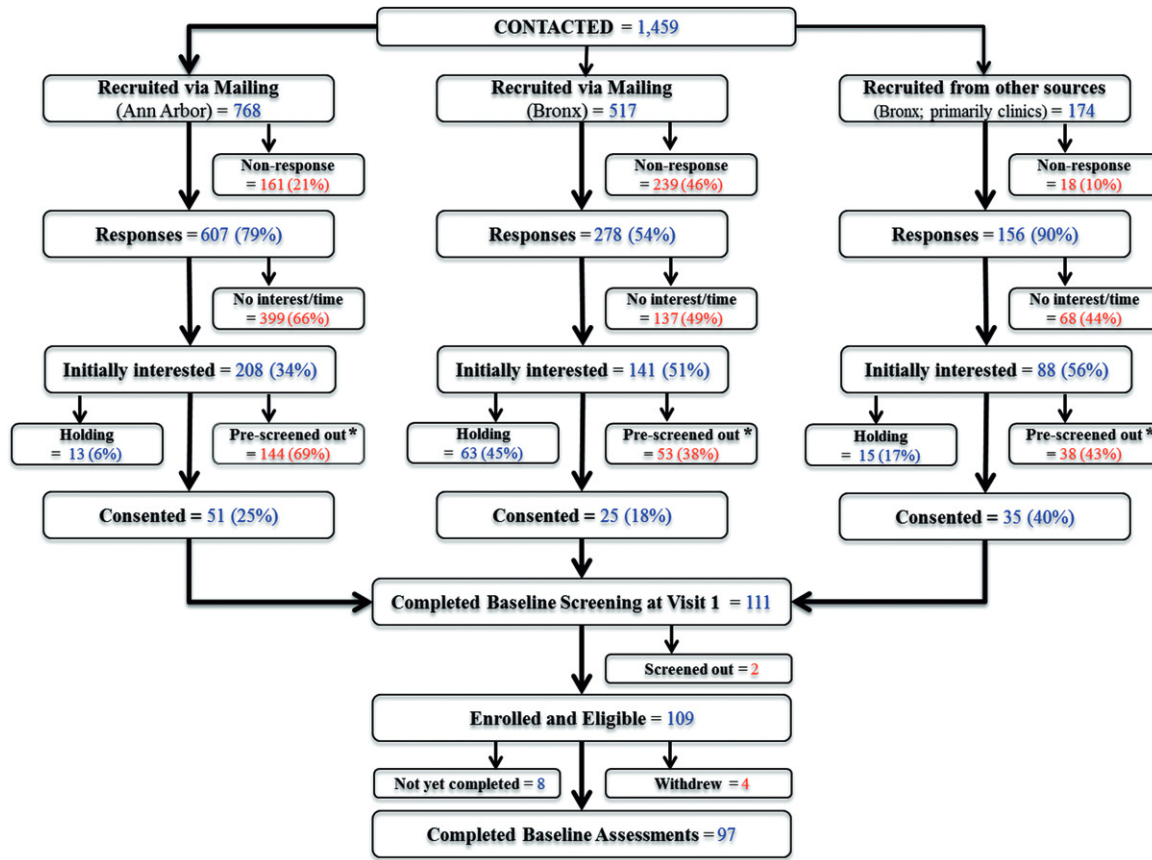 CONTACTED = 1,459
Recruited via Mailing
(Ann Arbor) = 768
Recruited via Mailing
(Bronx) = 517
Recruited from other sources
(Bronx; primarily clinics) = 174
Non-response
= 161 (21%)
Non-response
= 239 (46%)
Non-response
= 18 (10%)
Responses = 607 (79%)
Responses = 278 (54%)
Responses = 156 (90%)
No interest/time
= 399 (66%)
No interest/time
= 137 (49%)
No interest/time
= 68 (44%)
Initially interested = 208 (34%)
Initially interested = 141 (51%)
Initially interested = 88 (56%)
Holding
= 13 (6%)
Pre-screened out *
= 144 (69%)
Holding
= 63 (45%)
Pre-screened out *
= 53 (38%)
Holding
= 15 (17%)
Pre-screened out *
= 38 (43%)
Consented = 51 (25%)
Consented = 25 (18%)
Consented = 35 (40%)
Completed Baseline Screening at Visit 1 = 111
Screened out = 2
Enrolled and Eligible = 109
Not yet completed = 8
Withdrew = 4
Completed Baseline Assessments = 97